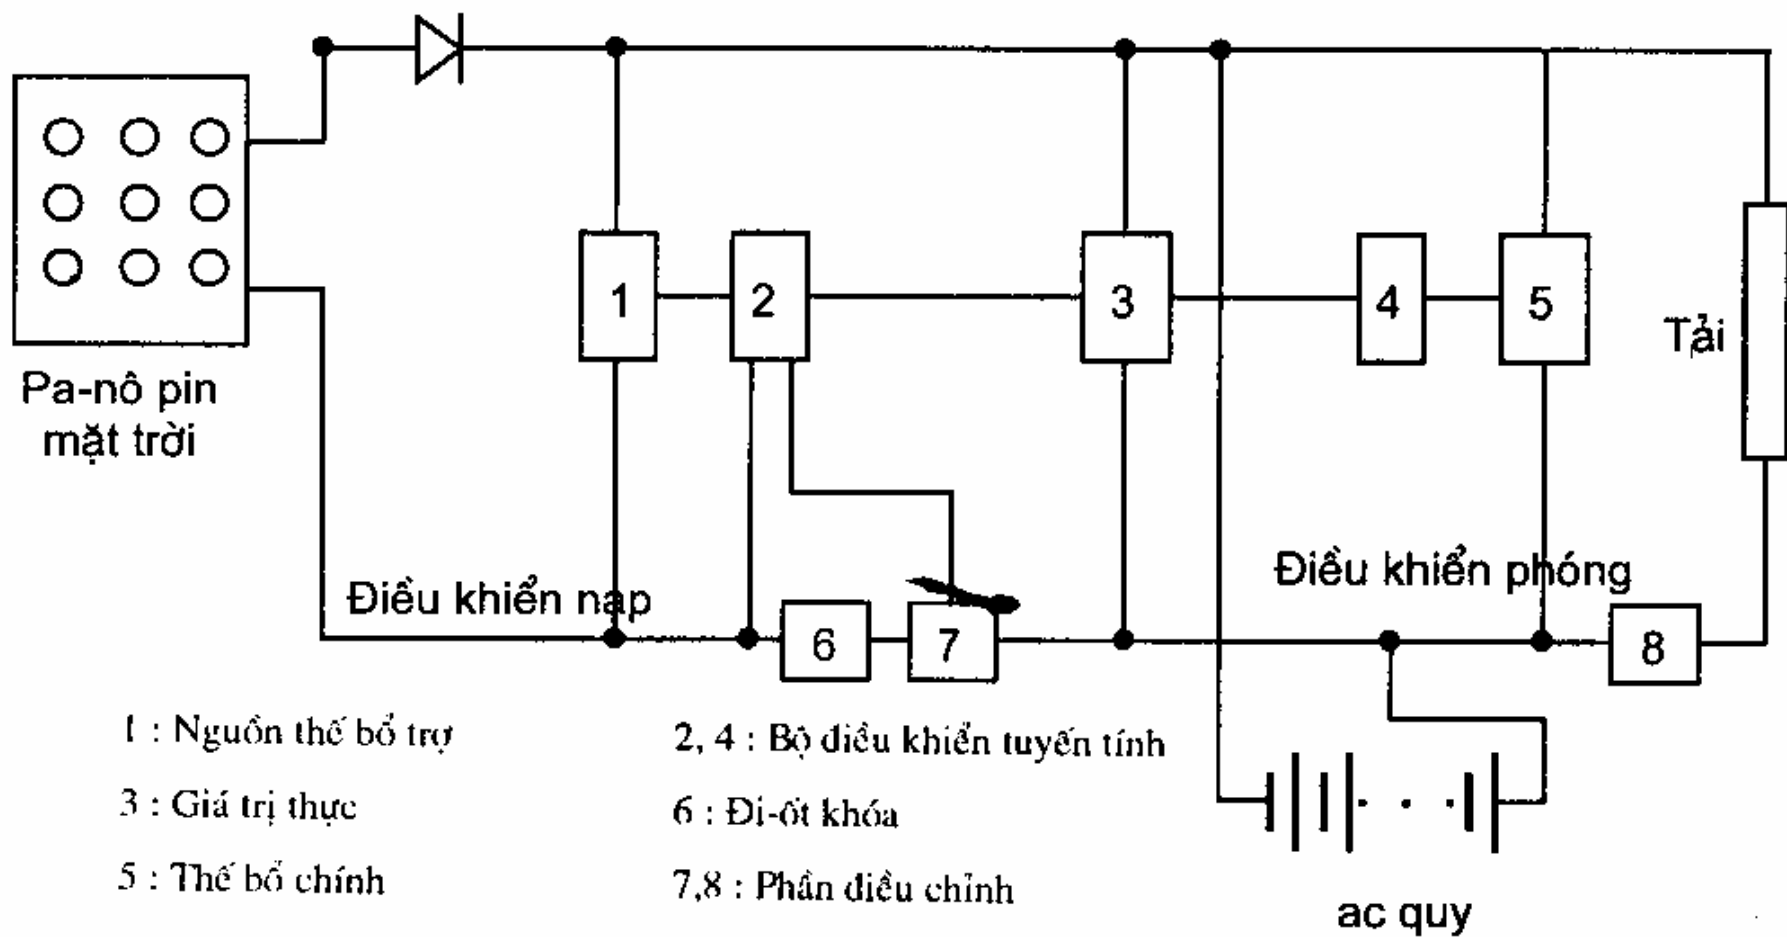 1
2
3
4
5
Tải
Pa-nô pin
mặt trời
Điều khiển nạp
Điều khiển phóng
6
7
8
1 : Nguồn thế bổ trợ
2, 4 : Bộ điều khiển tuyến tính
3 : Giá trị thực
6 : Đi-ốt khóa
5 : Thế bổ chính
7,8 : Phần điều chỉnh
ac quy